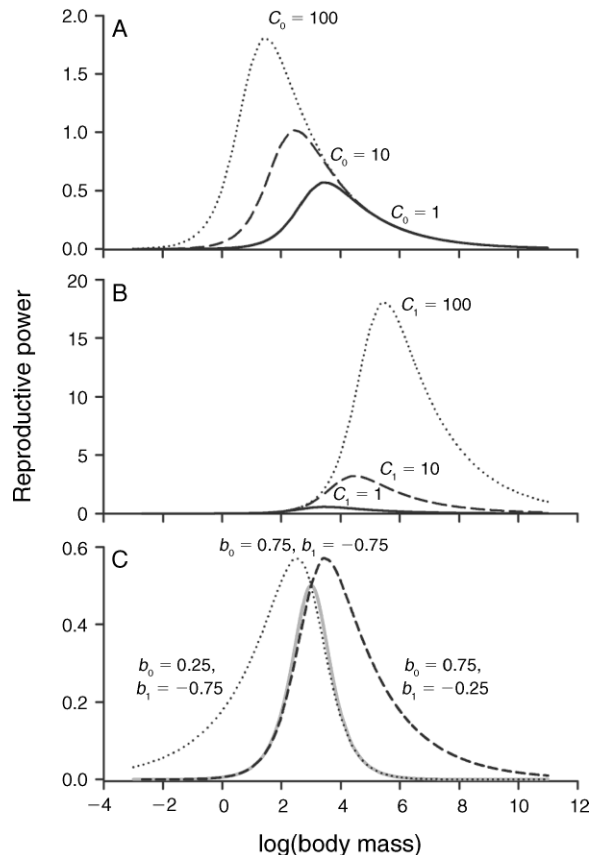 A
C₀ = 100
2.0
1.5
C₀ = 10
1.0
0.5
C₀ = 1
0.0
B
20
C₁ = 100
15
10
C₁ = 10
5
C₁ = 1
0
Reproductive power
C
b₀ = 0.75, b₁ = −0.75
0.6
0.4
b₀ = 0.25,
b₁ = −0.75
b₀ = 0.75,
b₁ = −0.25
0.2
0.0
−4 −2 0 2 4 6 8 10 12
log(body mass)